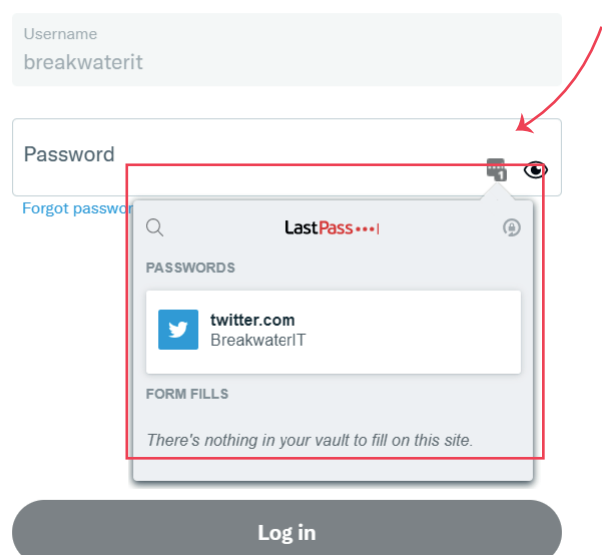 Username
breakwaterit
Password
1
Forgot passwor
LastPass
PASSWORDS
twitter.com
BreakwaterIT
FORM FILLS
There's nothing in your vault to fill on this site.
Log in